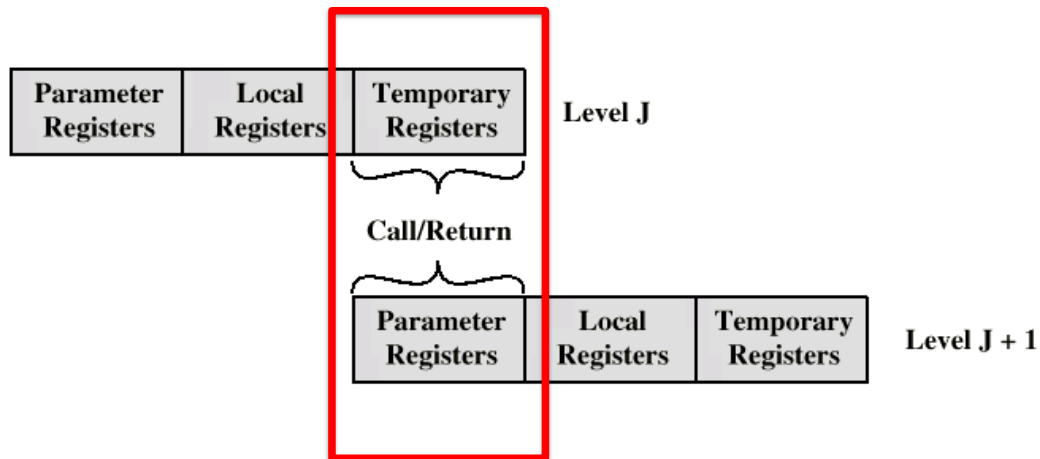 Parameter Registers
Local Registers
Temporary Registers
Level J
Call/Return
Parameter Registers
Local Registers
Temporary Registers
Level J + 1